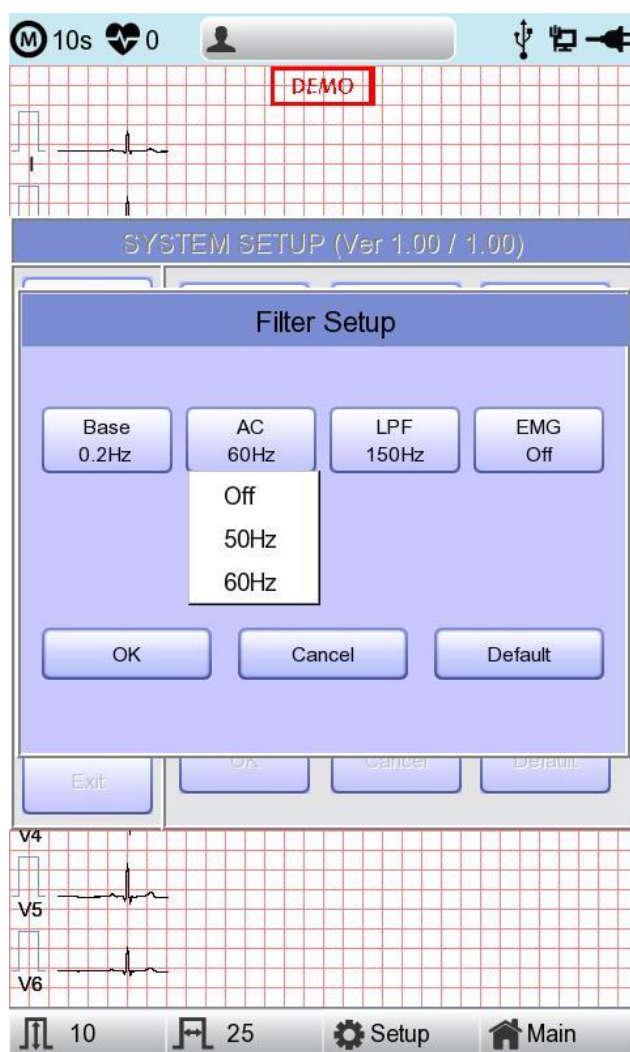 M 10s 0
DEMO
I
SYSTEM SETUP (Ver 1.00 / 1.00)
Filter Setup
Base AC LPF EMG
0.2Hz 60Hz 150Hz Off
Off
50Hz
60Hz
OK Cancel Default
Exit OK Cancel Default
V4
V5
V6
10 25 Setup Main